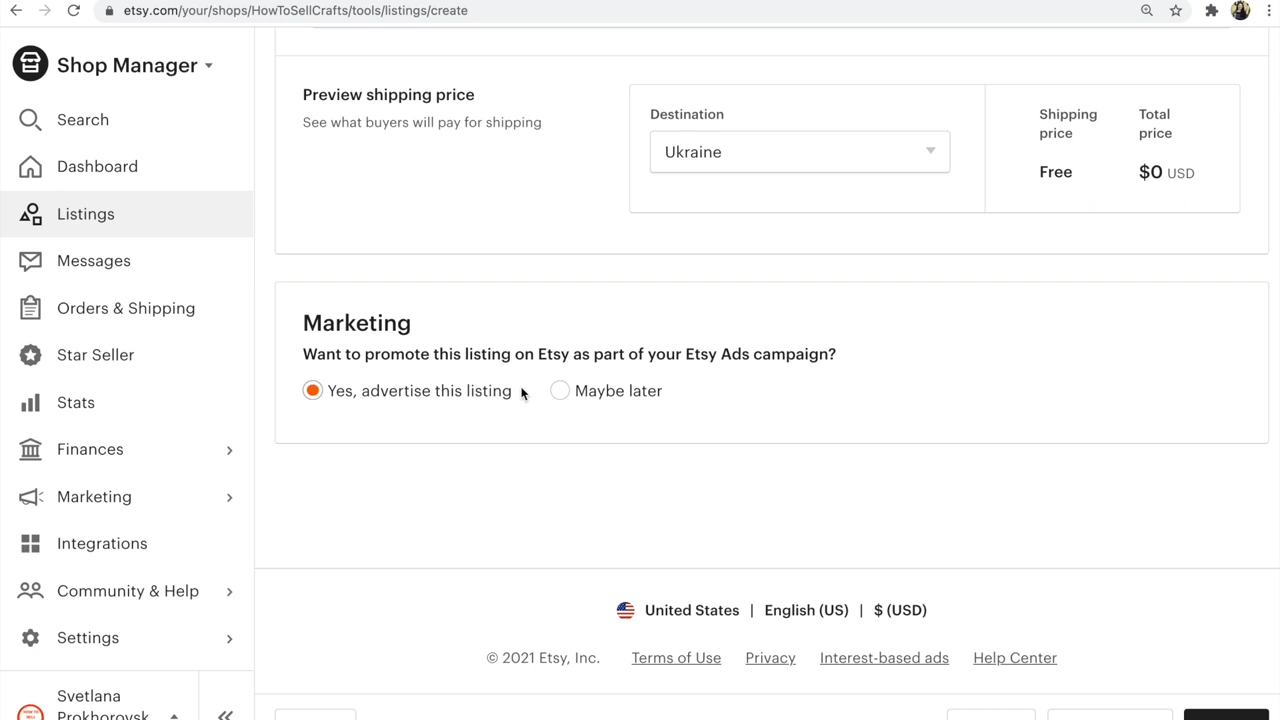 etsy.com/your/shops/HowToSellCrafts/tools/listings/create
Shop Manager
Search
Dashboard
Listings
Messages
Orders & Shipping
Star Seller
Stats
Finances
Marketing
Integrations
Community & Help
Settings
Svetlana
Prokhorovsk
Preview shipping price
See what buyers will pay for shipping
Destination
Ukraine
Shipping
price
Free
Total
price
$0 USD
Marketing
Want to promote this listing on Etsy as part of your Etsy Ads campaign?
Yes, advertise this listing
Maybe later
United States | English (US) | $ (USD)
© 2021 Etsy, Inc. Terms of Use Privacy Interest-based ads Help Center